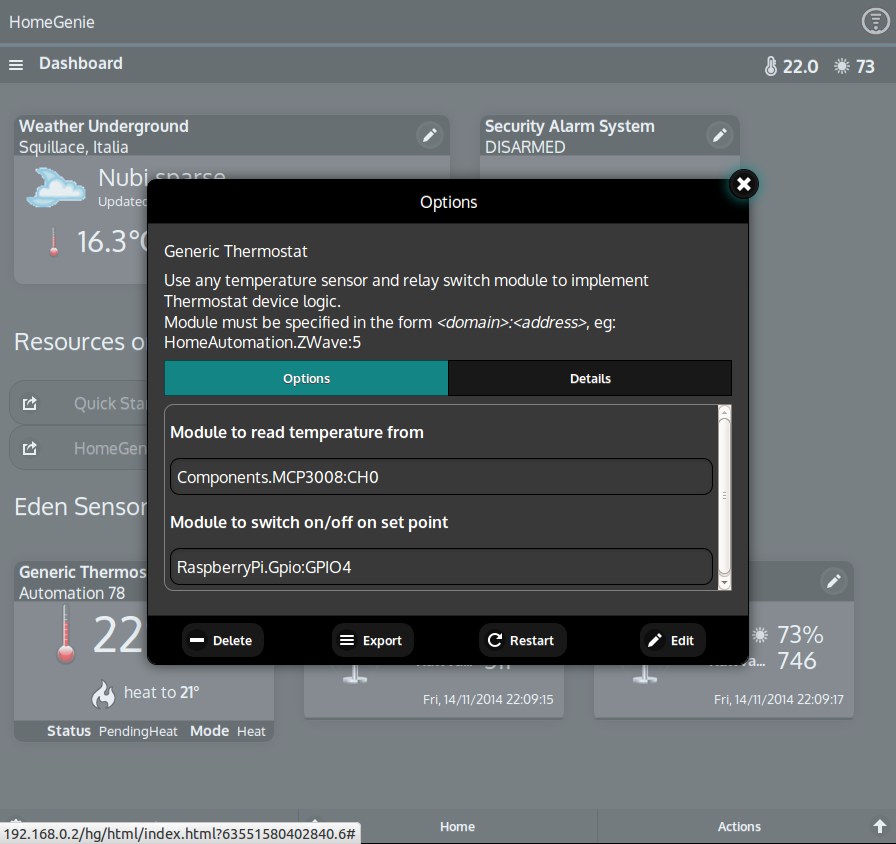 HomeGenie
Dashboard
22.0
73
Weather Underground
Squillace, Italia
Security Alarm System
DISARMED
Nubi sparse
Updated
16.3°C
Options
Generic Thermostat
Use any temperature sensor and relay switch module to implement
Thermostat device logic.
Module must be specified in the form <domain>:<address>, eg:
HomeAutomation.ZWave:5
Options
Details
Module to read temperature from
Components.MCP3008:CH0
Module to switch on/off on set point
RaspberryPi.Gpio:GPIO4
Delete
Export
Restart
Edit
Resources o
Quick Sta
HomeGen
Eden Sensor
Generic Thermos
Automation 78
22
heat to 21°
Status PendingHeat Mode Heat
Fri, 14/11/2014 22:09:15
73%
746
Fri, 14/11/2014 22:09:17
Home
Actions
192.168.0.2/hg/html/index.html?63551580402840.6#